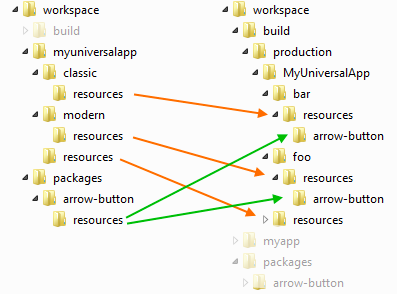 workspace
build
myuniversalapp
classic
resources
modern
resources
resources
packages
arrow-button
resources
workspace
build
production
MyUniversalApp
bar
resources
arrow-button
foo
resources
arrow-button
resources
myapp
packages
arrow-button